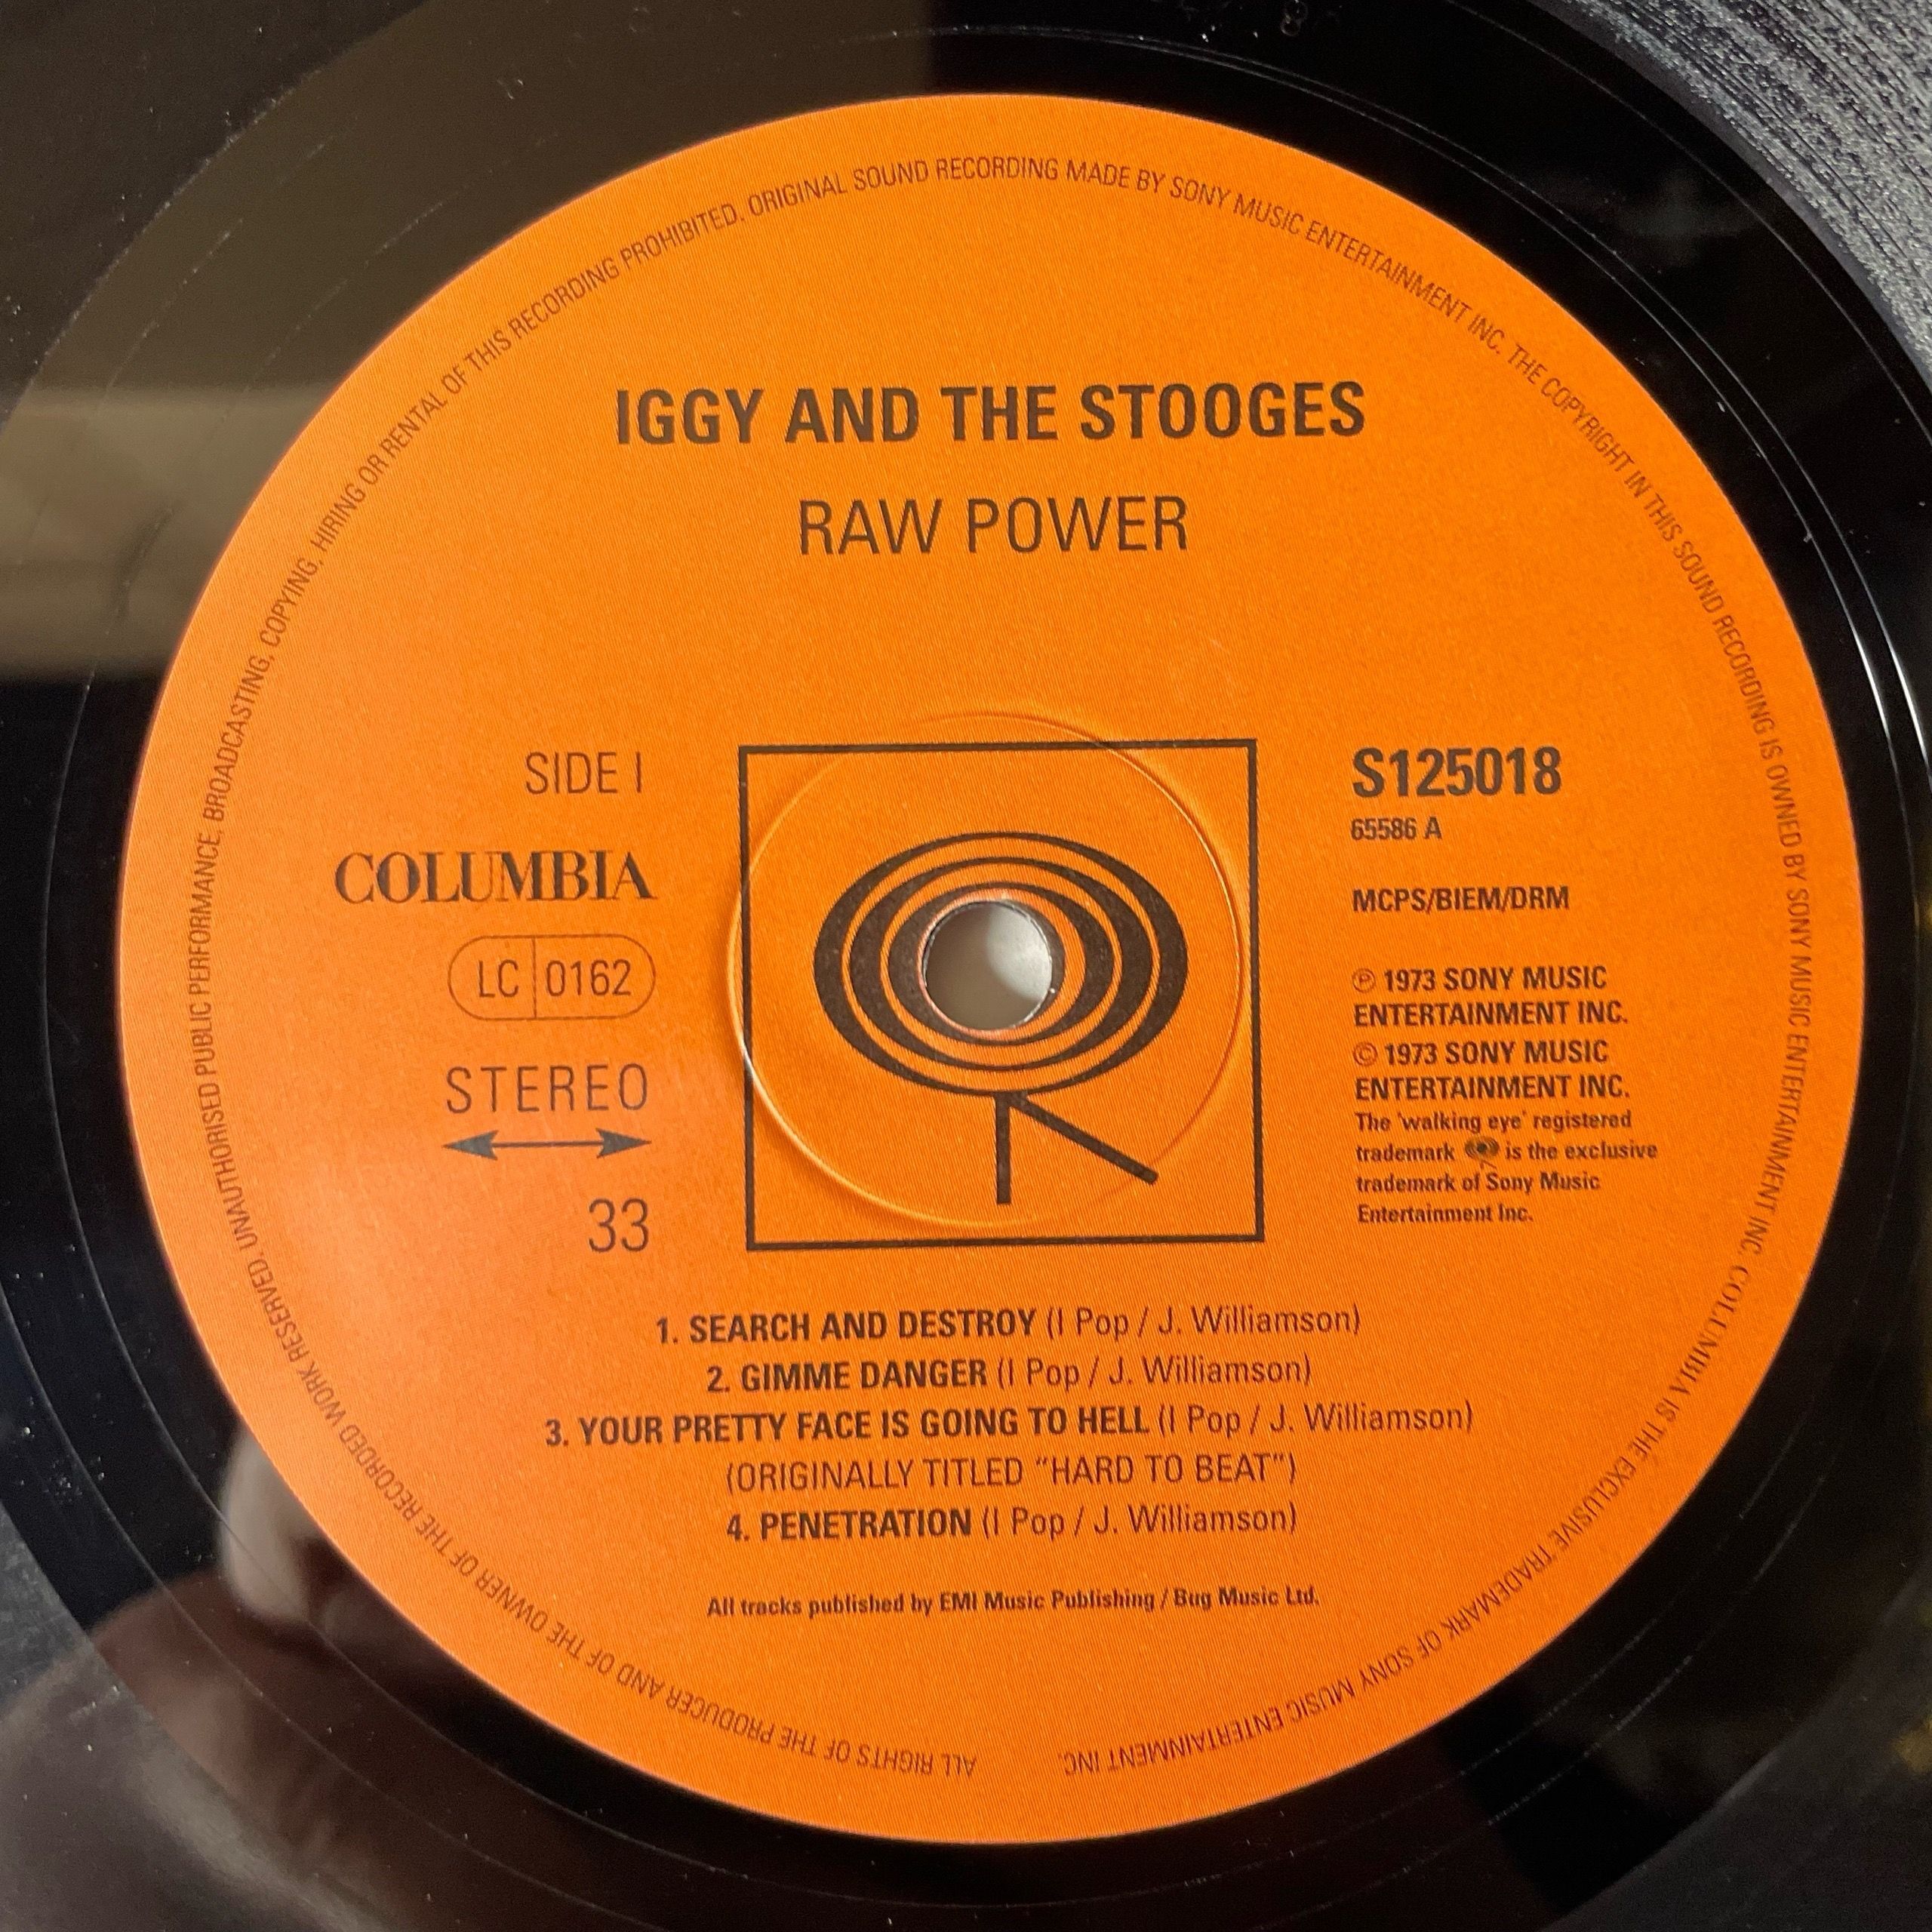 IGGY AND THE STOOGES
RAW POWER
SIDE I
COLUMBIA
LC 0162
STEREO
33
S125018
65586 A
MCPS/BIEM/DRM
℗ 1973 SONY MUSIC
ENTERTAINMENT INC.
© 1973 SONY MUSIC
ENTERTAINMENT INC.
The 'walking eye' registered
trademark is the exclusive
trademark of Sony Music
Entertainment Inc.
1. SEARCH AND DESTROY (I Pop / J. Williamson)
2. GIMME DANGER (I Pop / J. Williamson)
3. YOUR PRETTY FACE IS GOING TO HELL (I Pop / J. Williamson)
(ORIGINALLY TITLED "HARD TO BEAT")
4. PENETRATION (I Pop / J. Williamson)
All tracks published by EMI Music Publishing / Bug Music Ltd.
ALL RIGHTS OF THE PRODUCER AND OF THE OWNER OF THE RECORDED WORK RESERVED. UNAUTHORISED PUBLIC PERFORMANCE, BROADCASTING, COPYING, HIRING OR RENTAL OF THIS RECORDING PROHIBITED. ORIGINAL SOUND RECORDING MADE BY SONY MUSIC ENTERTAINMENT INC. THE COPYRIGHT IN THIS SOUND RECORDING IS OWNED BY SONY MUSIC ENTERTAINMENT INC. COLUMBIA IS THE EXCLUSIVE TRADEMARK OF SONY MUSIC ENTERTAINMENT INC.